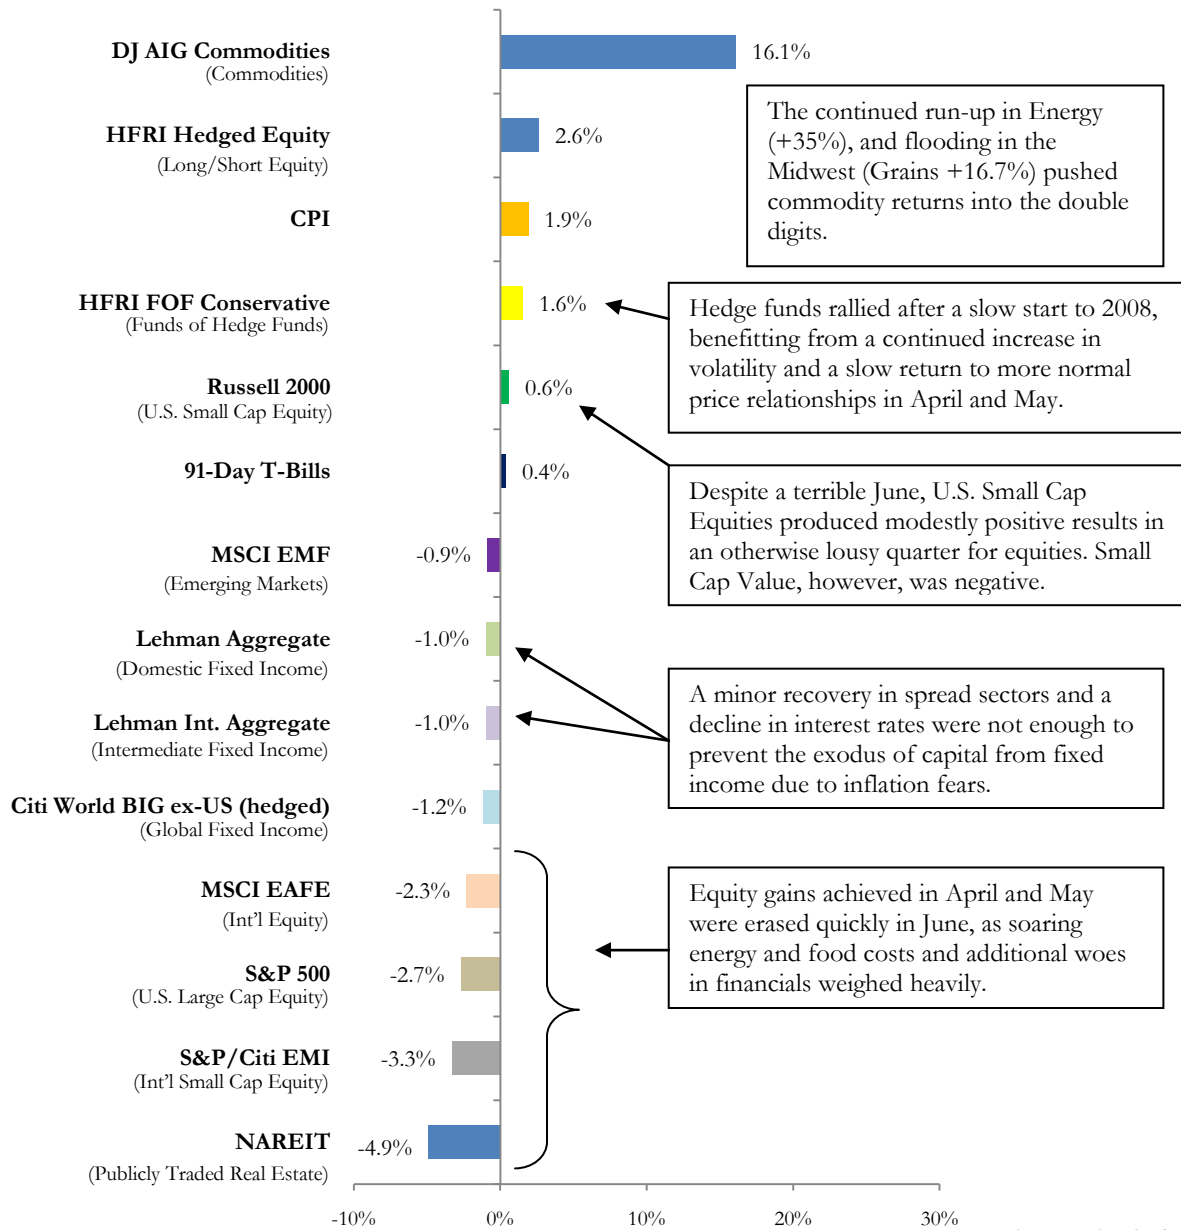 DJ AIG Commodities
(Commodities)
16.1%
The continued run-up in Energy
(+35%), and flooding in the
Midwest (Grains +16.7%) pushed
commodity returns into the double
digits.
HFRI Hedged Equity
(Long/Short Equity)
2.6%
CPI
1.9%
HFRI FOF Conservative
(Funds of Hedge Funds)
1.6%
Hedge funds rallied after a slow start to 2008,
benefitting from a continued increase in
volatility and a slow return to more normal
price relationships in April and May.
Russell 2000
(U.S. Small Cap Equity)
0.6%
91-Day T-Bills
0.4%
Despite a terrible June, U.S. Small Cap
Equities produced modestly positive results in
an otherwise lousy quarter for equities. Small
Cap Value, however, was negative.
MSCI EMF
(Emerging Markets)
-0.9%
Lehman Aggregate
(Domestic Fixed Income)
-1.0%
Lehman Int. Aggregate
(Intermediate Fixed Income)
-1.0%
A minor recovery in spread sectors and a
decline in interest rates were not enough to
prevent the exodus of capital from fixed
income due to inflation fears.
Citi World BIG ex-US (hedged)
(Global Fixed Income)
-1.2%
MSCI EAFE
(Int'l Equity)
-2.3%
Equity gains achieved in April and May
were erased quickly in June, as soaring
energy and food costs and additional woes
in financials weighed heavily.
S&P 500
(U.S. Large Cap Equity)
-2.7%
S&P/Citi EMI
(Int'l Small Cap Equity)
-3.3%
NAREIT
(Publicly Traded Real Estate)
-4.9%
-10% 0% 10% 20% 30%